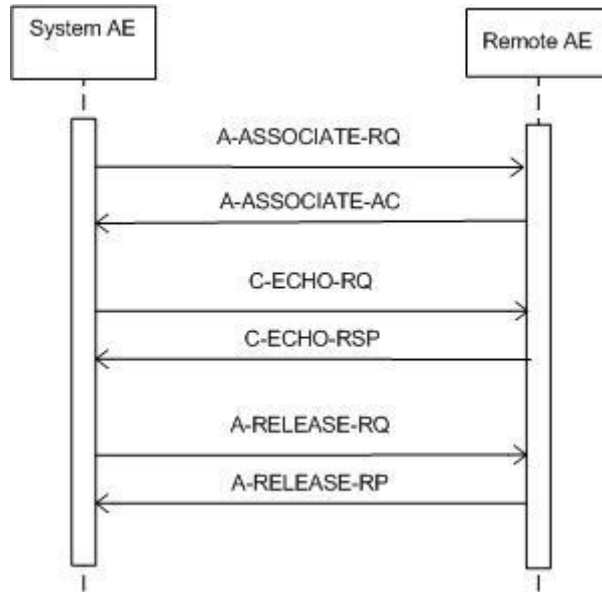 System AE
Remote AE
A-ASSOCIATE-RQ
A-ASSOCIATE-AC
C-ECHO-RQ
C-ECHO-RSP
A-RELEASE-RQ
A-RELEASE-RP